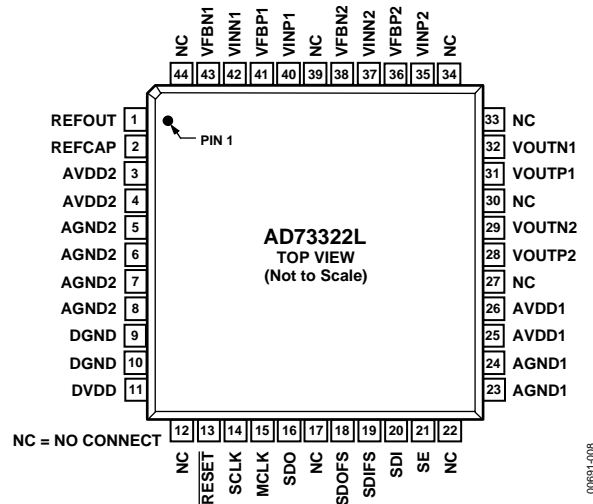 NC VFBN1 VINN1 VFBP1 VINP1 NC VFBN2 VINN2 VFBP2 VINP2 NC
44 43 42 41 40 39 38 37 36 35 34
REFOUT 1
REFCAP 2
AVDD2 3
AVDD2 4
AGND2 5
AGND2 6
AGND2 7
AGND2 8
DGND 9
DGND 10
DVDD 11
PIN 1
AD73322L
TOP VIEW
(Not to Scale)
33 NC
32 VOUTN1
31 VOUTP1
30 NC
29 VOUTN2
28 VOUTP2
27 NC
26 AVDD1
25 AVDD1
24 AGND1
23 AGND1
12 13 14 15 16 17 18 19 20 21 22
NC RESET SCLK MCLK SDO NC SDOFS SDIFS SDI SE NC
NC = NO CONNECT
00691-008